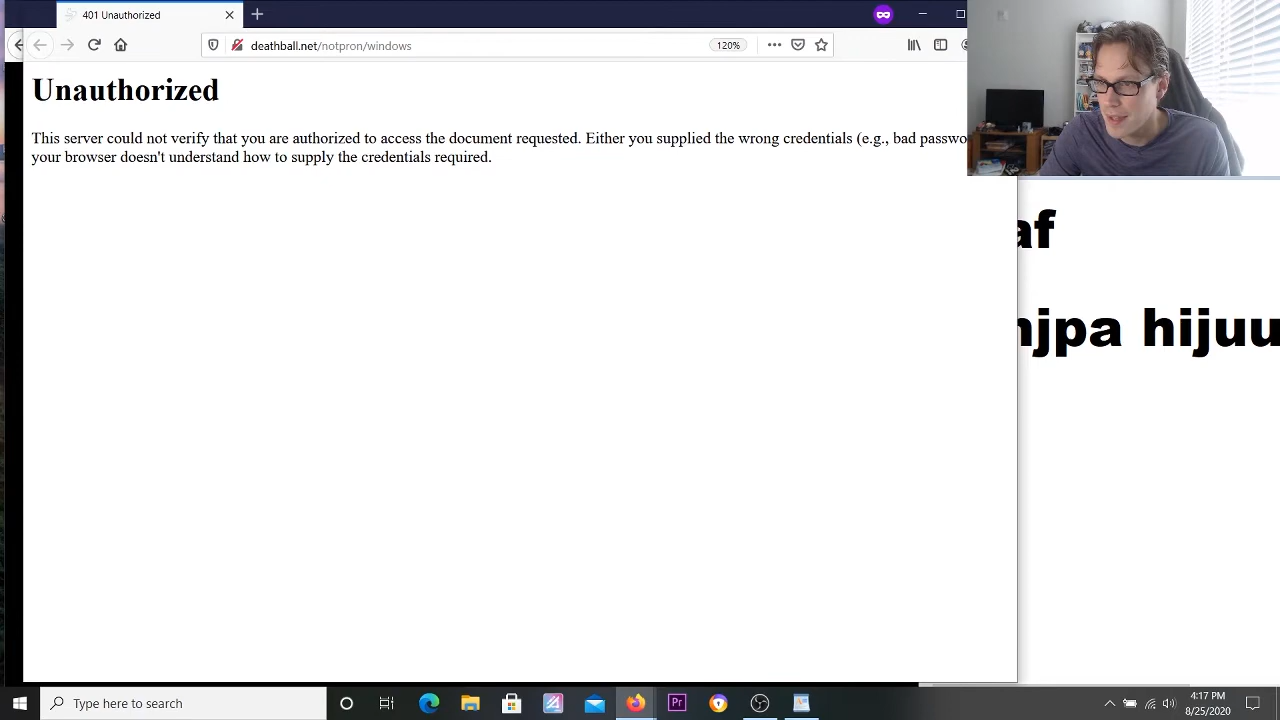 401 Unauthorized
deathball.net/notpron/windows
120%
Unauthorized
This server could not verify that you are authorized to access the document requested. Either you supplied the wrong credentials (e.g., bad passwo
your browser doesn't understand how to supply the credentials required.
af
njpa hijuu
Type here to search
4:17 PM
8/25/2020